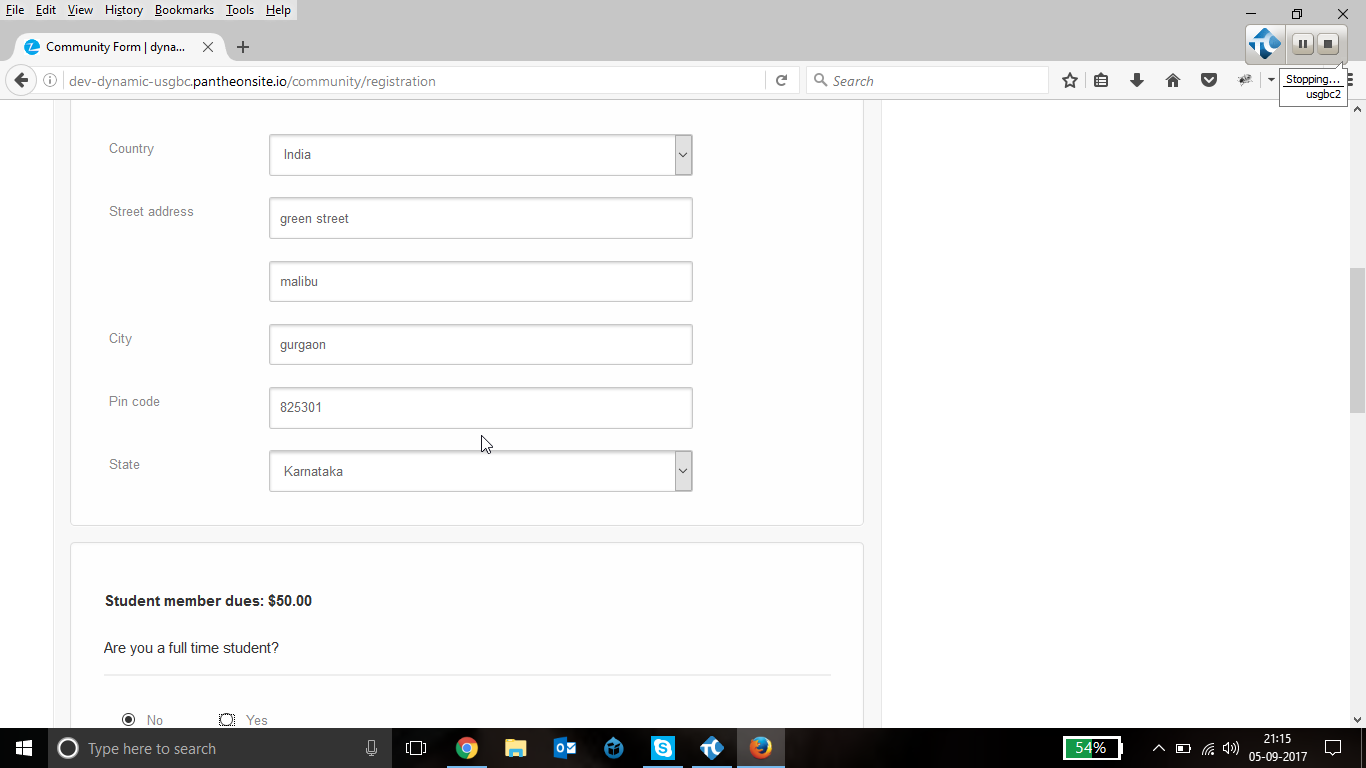 File Edit View History Bookmarks Tools Help
Community Form | dyna...
dev-dynamic-usgbc.pantheonsite.io/community/registration
Search
Stopping...
usgbc2
Country
India
Street address
green street
malibu
City
gurgaon
Pin code
825301
State
Karnataka
Student member dues: $50.00
Are you a full time student?
No Yes
Type here to search
54%
21:15
05-09-2017